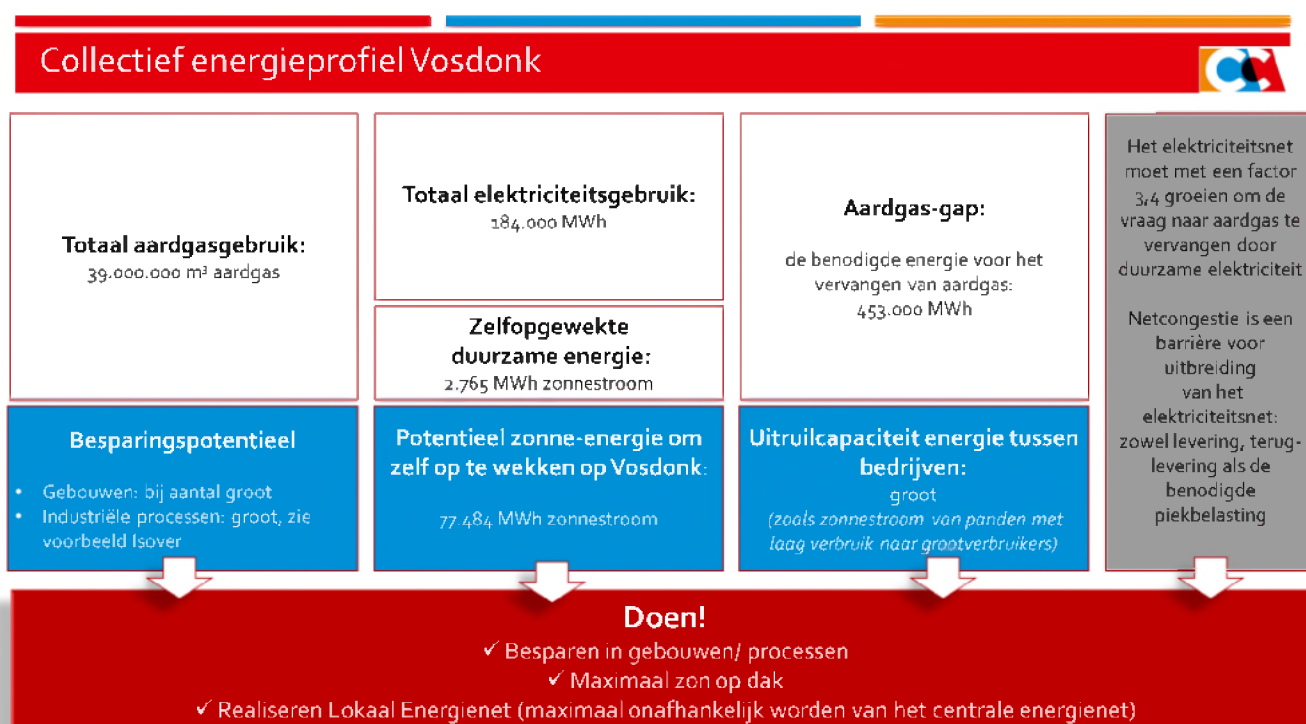 Collectief energieprofiel Vosdonk
CC
Totaal aardgasgebruik:
39.000.000 m³ aardgas
Totaal elektriciteitsgebruik:
184.000 MWh
Zelfopgewekte
duurzame energie:
2.765 MWh zonnestroom
Aardgas-gap:
de benodigde energie voor het
vervangen van aardgas:
453.000 MWh
Het elektriciteitsnet
moet met een factor
3,4 groeien om de
vraag naar aardgas te
vervangen door
duurzame elektriciteit
Netcongestie is een
barrière voor
uitbreiding
van het
elektriciteitsnet:
zowel levering, terug-
levering als de
benodigde
piekbelasting
Besparingspotentieel
• Gebouwen: bij aantal groot
• Industriële processen: groot, zie
voorbeeld Isover
Potentieel zonne-energie om
zelf op te wekken op Vosdonk:
77.484 MWh zonnestroom
Uitruilcapaciteit energie tussen
bedrijven:
groot
(zoals zonnestroom van panden met
laag verbruik naar grootverbruikers)
Doen!
✓ Besparen in gebouwen/ processen
✓ Maximaal zon op dak
✓ Realiseren Lokaal Energienet (maximaal onafhankelijk worden van het centrale energienet)